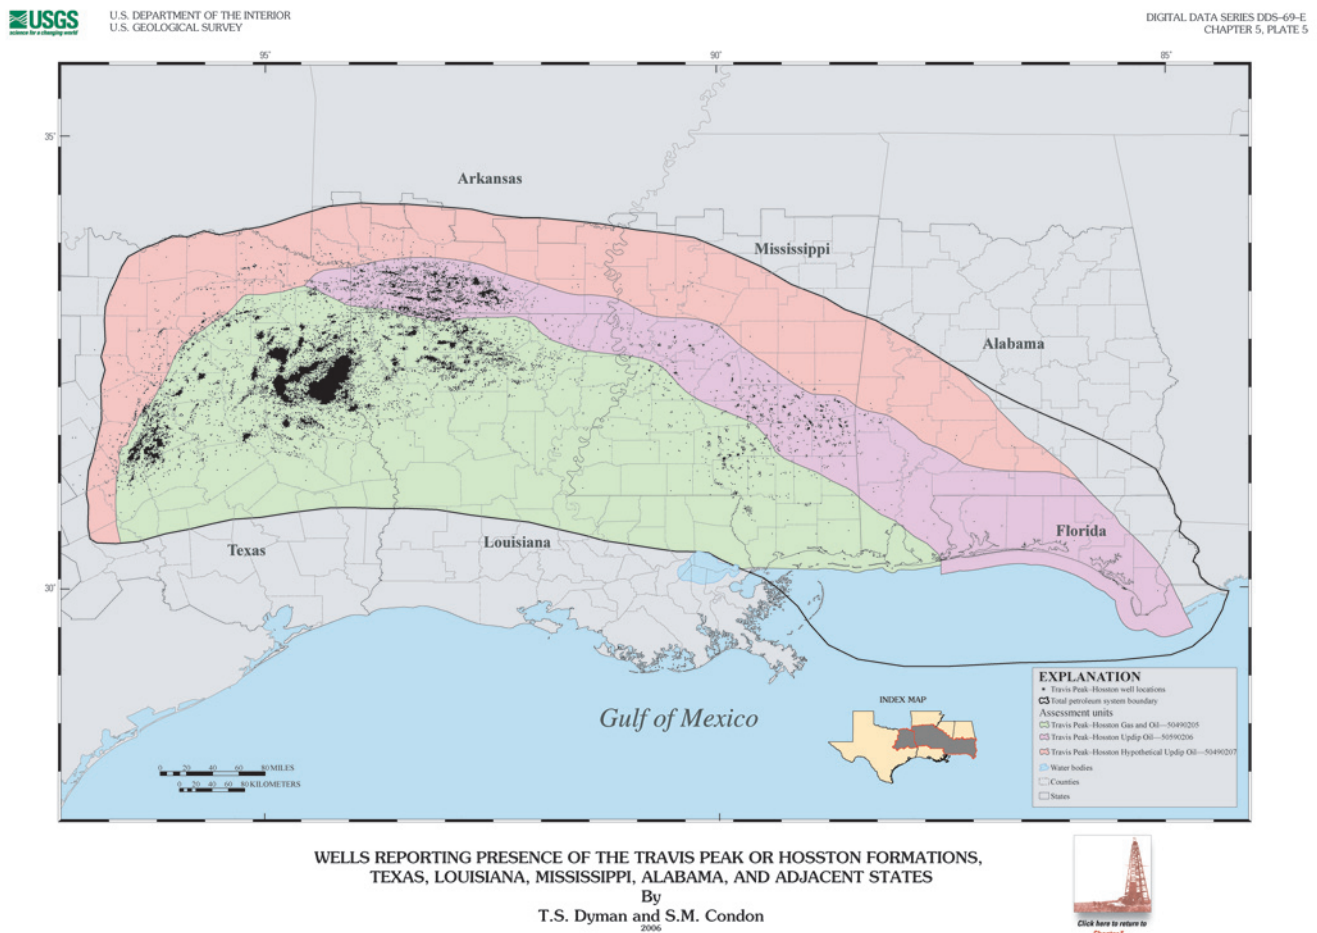 USGS
science for a changing world
U.S. DEPARTMENT OF THE INTERIOR
U.S. GEOLOGICAL SURVEY
DIGITAL DATA SERIES DDS–69–E
CHAPTER 5, PLATE 5
95°
90°
85°
35°
Arkansas
Mississippi
Alabama
Florida
Texas
Louisiana
30°
Gulf of Mexico
INDEX MAP
EXPLANATION
Travis Peak–Hosston well locations
Total petroleum system boundary
Assessment units
Travis Peak–Hosston Gas and Oil—50490205
Travis Peak–Hosston Updip Oil—50590206
Travis Peak–Hosston Hypothetical Updip Oil—50490207
Water bodies
Counties
States
0 20 40 60 80 MILES
0 20 40 60 80 KILOMETERS
WELLS REPORTING PRESENCE OF THE TRAVIS PEAK OR HOSSTON FORMATIONS,
TEXAS, LOUISIANA, MISSISSIPPI, ALABAMA, AND ADJACENT STATES
By
T.S. Dyman and S.M. Condon
2006
Click here to return to